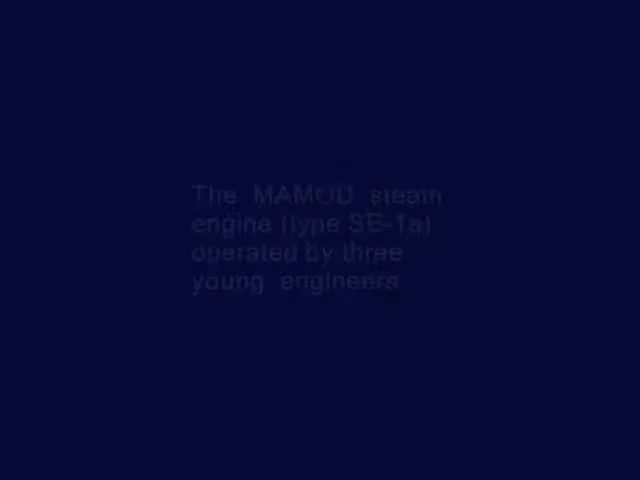 The MAMOD steam
engine (type SE-1a)
operated by three
young engineers